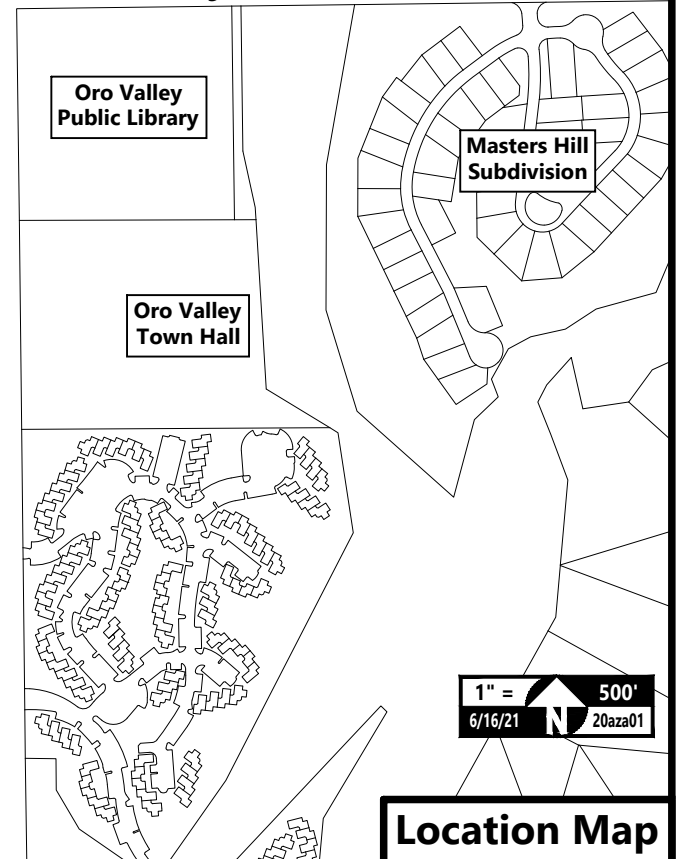 Oro Valley
Public Library
Masters Hill
Subdivision
Oro Valley
Town Hall
1" = 500'
6/16/21 N 20aza01
Location Map